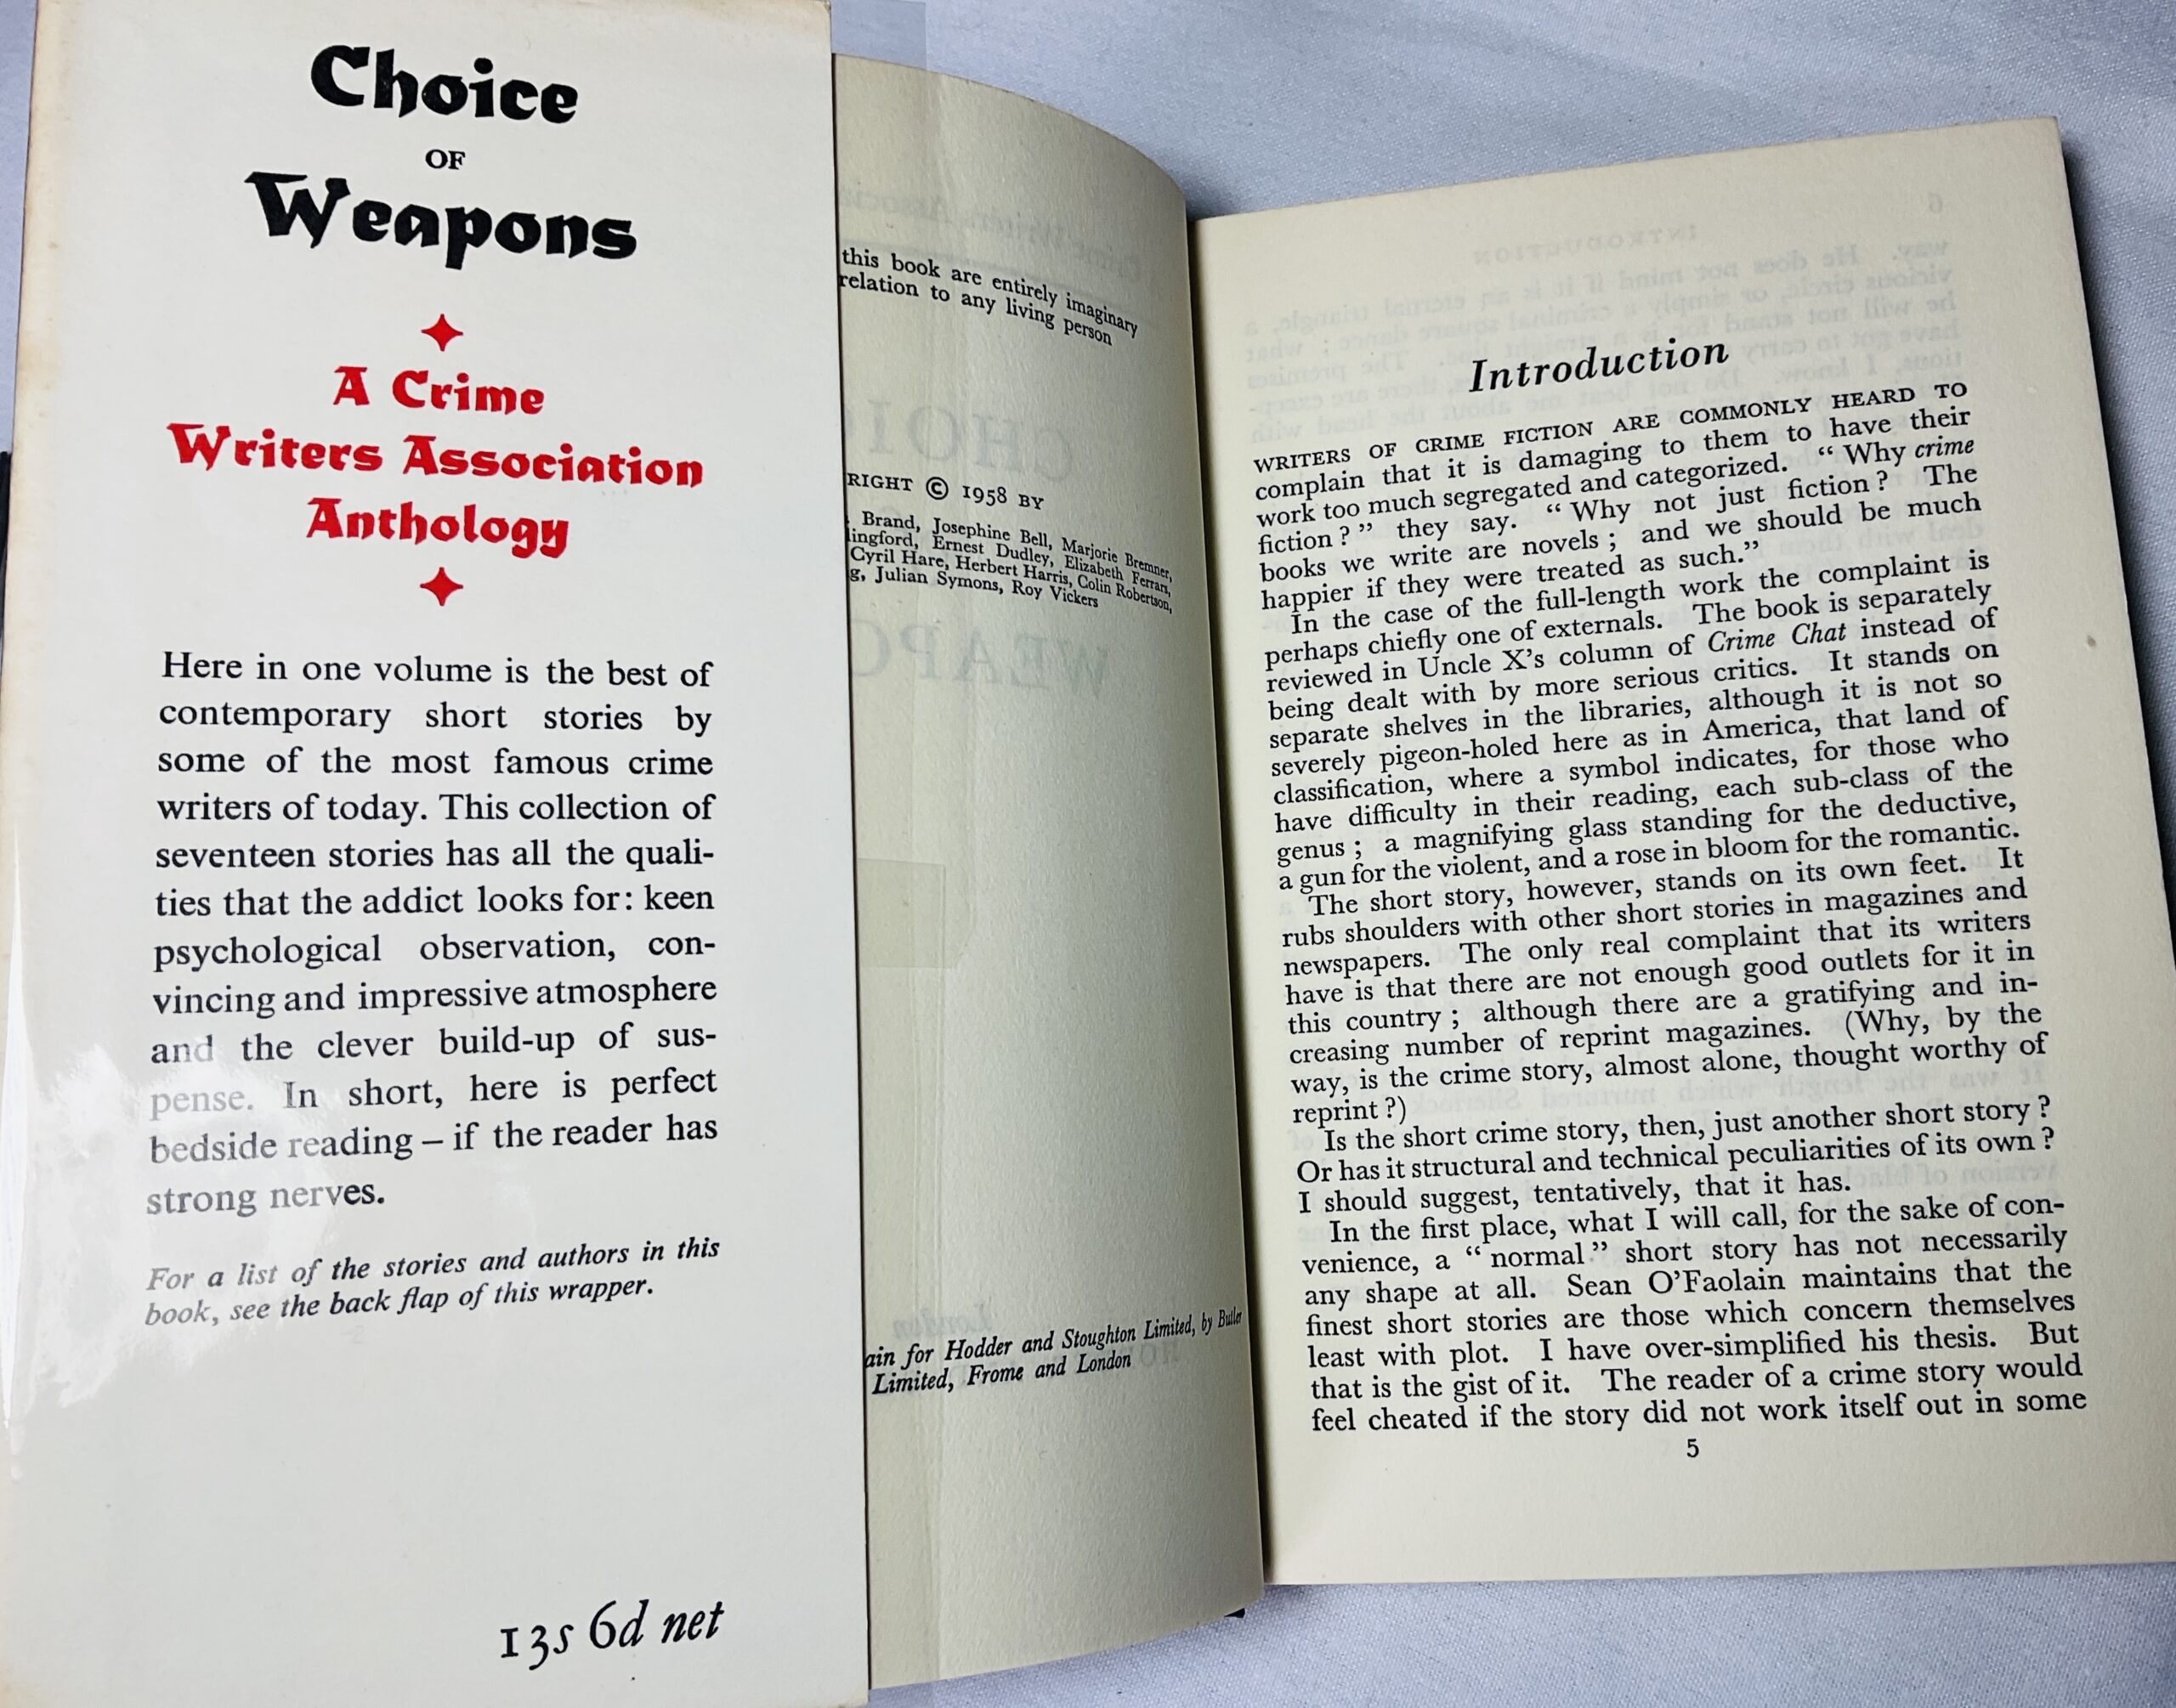 Choice
OF
Weapons
A Crime
Writers Association
Anthology
Here in one volume is the best of
contemporary short stories by
some of the most famous crime
writers of today. This collection of
seventeen stories has all the quali-
ties that the addict looks for: keen
psychological observation, con-
vincing and impressive atmosphere
and the clever build-up of sus-
pense. In short, here is perfect
bedside reading – if the reader has
strong nerves.
For a list of the stories and authors in this
book, see the back flap of this wrapper.
13s 6d net
this book are entirely imaginary
relation to any living person
RIGHT © 1958 BY
Brand, Josephine Bell, Marjorie Bremner,
lingford, Ernest Dudley, Elizabeth Ferrars,
Cyril Hare, Herbert Harris, Colin Robertson,
g, Julian Symons, Roy Vickers
ain for Hodder and Stoughton Limited, by Butler
Limited, Frome and London
Introduction
WRITERS OF CRIME FICTION ARE COMMONLY HEARD TO
complain that it is damaging to them to have their
work too much segregated and categorized. “ Why crime
fiction ? ” they say. “ Why not just fiction ? The
books we write are novels ; and we should be much
happier if they were treated as such.”
In the case of the full-length work the complaint is
perhaps chiefly one of externals. The book is separately
reviewed in Uncle X’s column of Crime Chat instead of
being dealt with by more serious critics. It stands on
separate shelves in the libraries, although it is not so
severely pigeon-holed here as in America, that land of
classification, where a symbol indicates, for those who
have difficulty in their reading, each sub-class of the
genus ; a magnifying glass standing for the deductive,
a gun for the violent, and a rose in bloom for the romantic.
The short story, however, stands on its own feet. It
rubs shoulders with other short stories in magazines and
newspapers. The only real complaint that its writers
have is that there are not enough good outlets for it in
this country ; although there are a gratifying and in-
creasing number of reprint magazines. (Why, by the
way, is the crime story, almost alone, thought worthy of
reprint ?)
Is the short crime story, then, just another short story ?
Or has it structural and technical peculiarities of its own ?
I should suggest, tentatively, that it has.
In the first place, what I will call, for the sake of con-
venience, a “ normal ” short story has not necessarily
any shape at all. Sean O’Faolain maintains that the
finest short stories are those which concern themselves
least with plot. I have over-simplified his thesis. But
that is the gist of it. The reader of a crime story would
feel cheated if the story did not work itself out in some
5